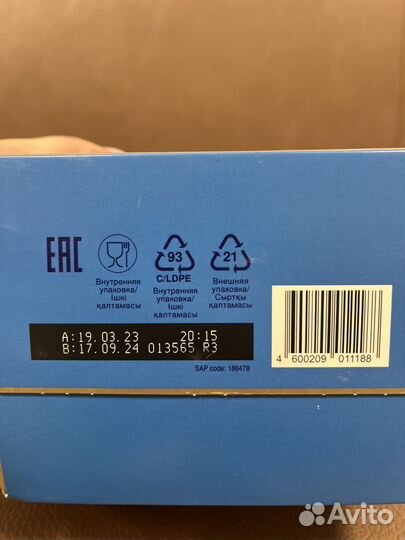 EAC
93
C/LDPE
21
Внутренняя
упаковка/
Ішкі
қаптамасы
Внутренняя
упаковка/
Ішкі
қаптамасы
Внешняя
упаковка/
Сыртқы
қаптамасы
A:19.03.23 20:15
B:17.09.24 013565 R3
SAP code: 186478
4 600209 011188
Avito